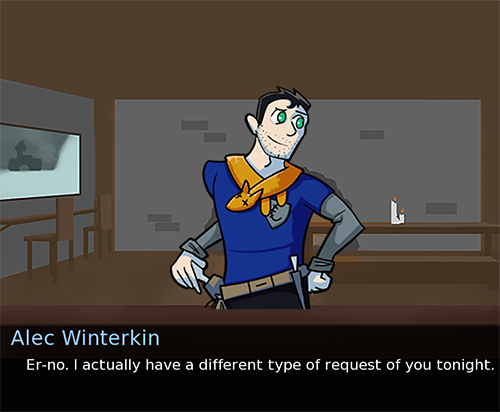 Alec Winterkin
Er-no. I actually have a different type of request of you tonight.